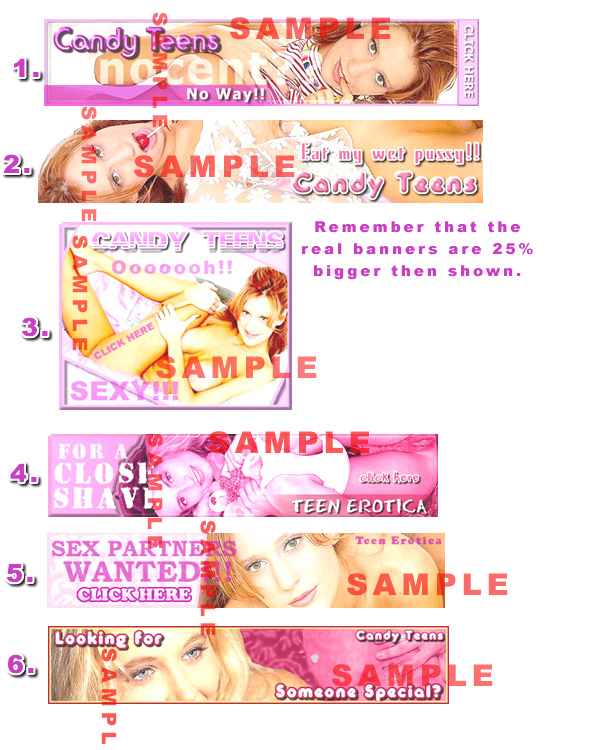 SAMPLE
1.
Candy Teens
nocent
No Way!!
CLICK HERE
SAMPLE
2.
SAMPLE
Eat my wet pussy!!
Candy Teens
SAMPLE
Remember that the
real banners are 25%
bigger then shown.
3.
CANDY TEENS
Ooooooh!!
CLICK HERE
SAMPLE
SEXY!!!
SAMPLE
4.
SAMPLE
FOR A
CLOSE
SHAVE
click here
TEEN EROTICA
SAMPLE
5.
SEX PARTNERS
WANTED!!!
CLICK HERE
Teen Erotica
SAMPLE
SAMPLE
6.
Looking for
Candy Teens
SAMPLE
Someone Special?
SAMPL